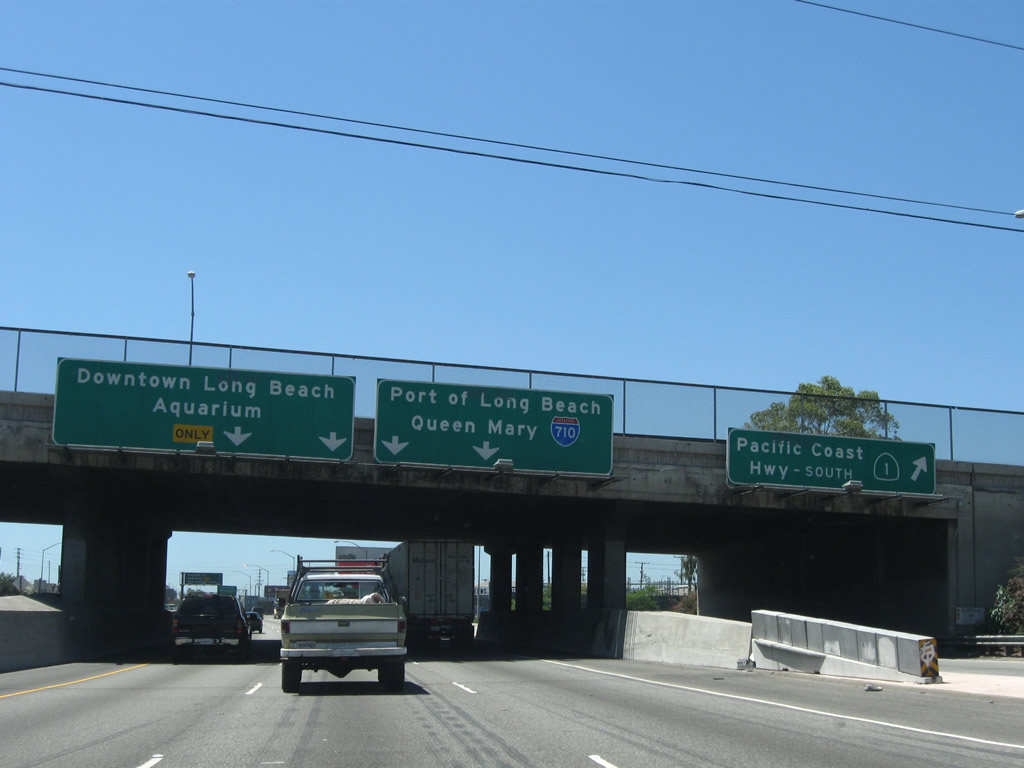 Downtown Long Beach
Aquarium
ONLY
Port of Long Beach
Queen Mary
710
Pacific Coast
Hwy - SOUTH
1